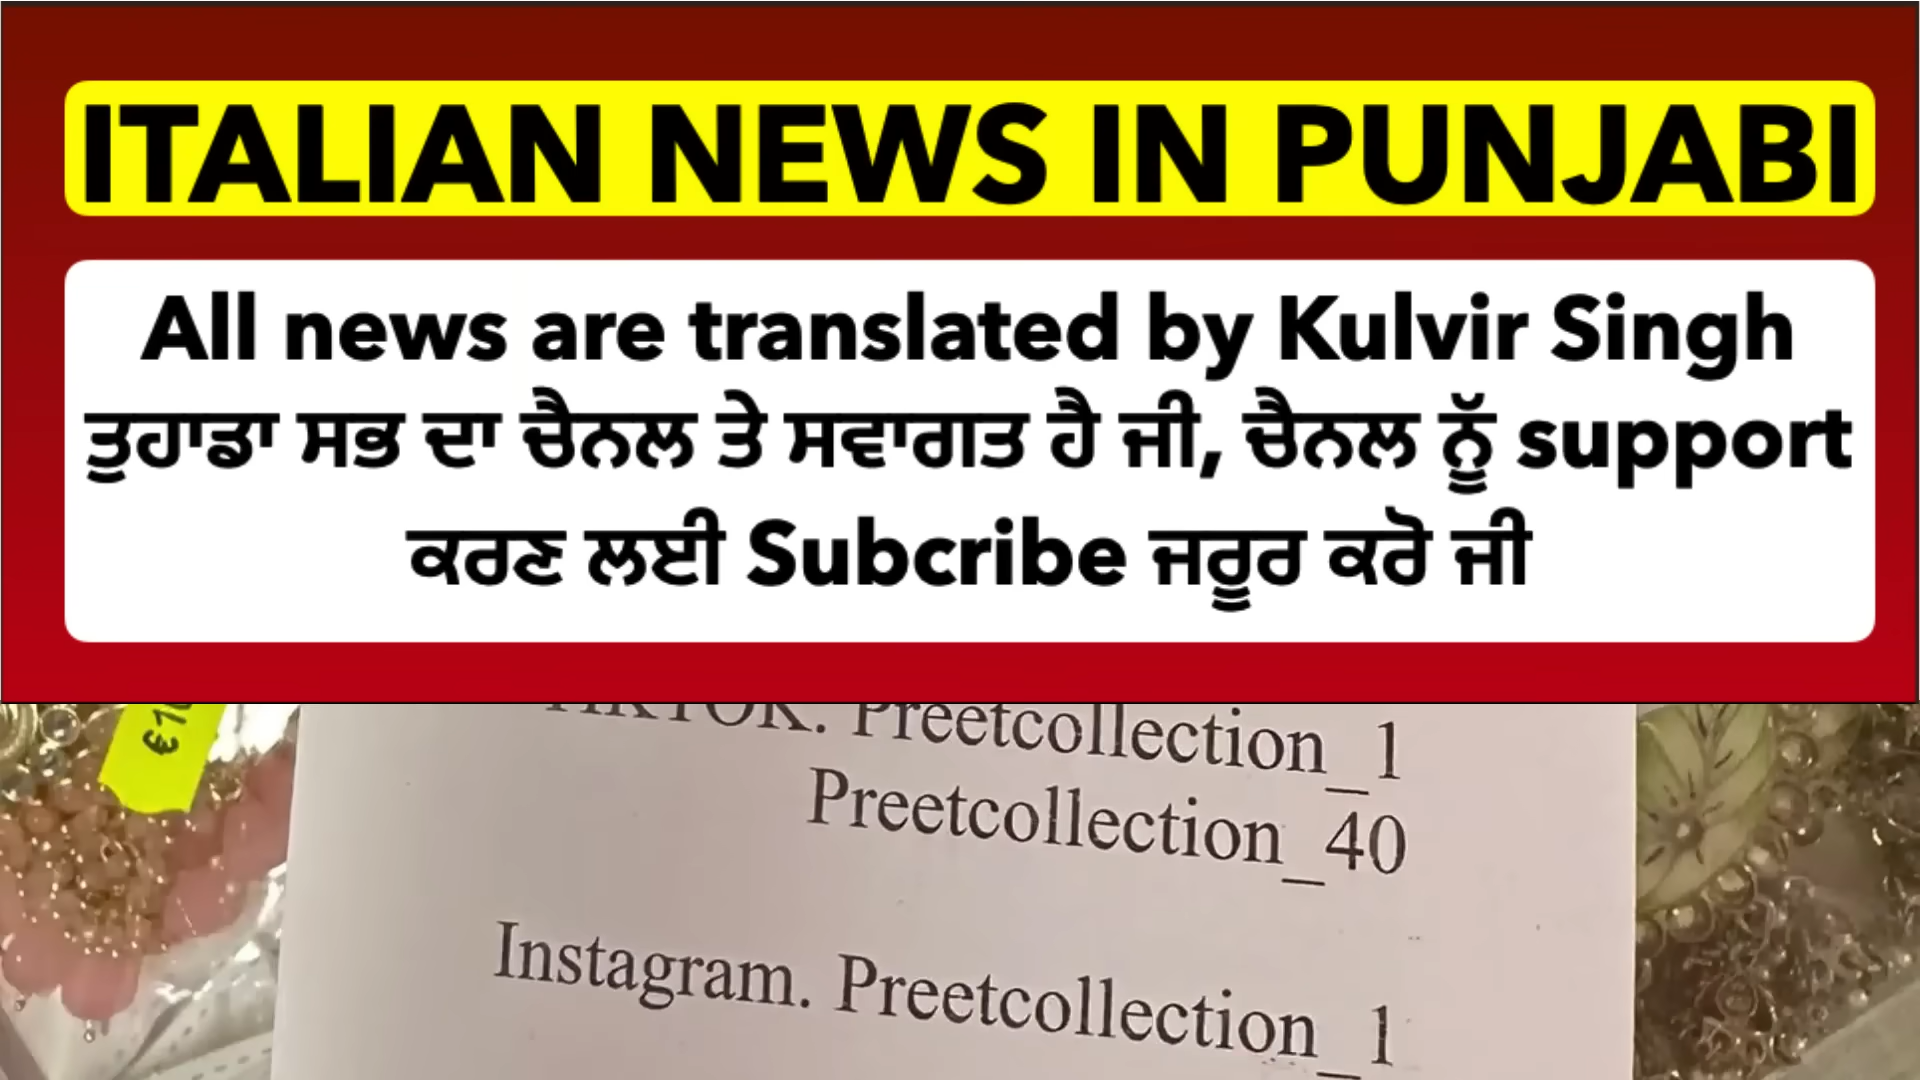 ITALIAN NEWS IN PUNJABI
All news are translated by Kulvir Singh
ਤੁਹਾਡਾ ਸਭ ਦਾ ਚੈਨਲ ਤੇ ਸਵਾਗਤ ਹੈ ਜੀ, ਚੈਨਲ ਨੂੰ support
ਕਰਣ ਲਈ Subcribe ਜਰੂਰ ਕਰੋ ਜੀ
TIKTOK. Preetcollection_1
Preetcollection_40
Instagram. Preetcollection_1